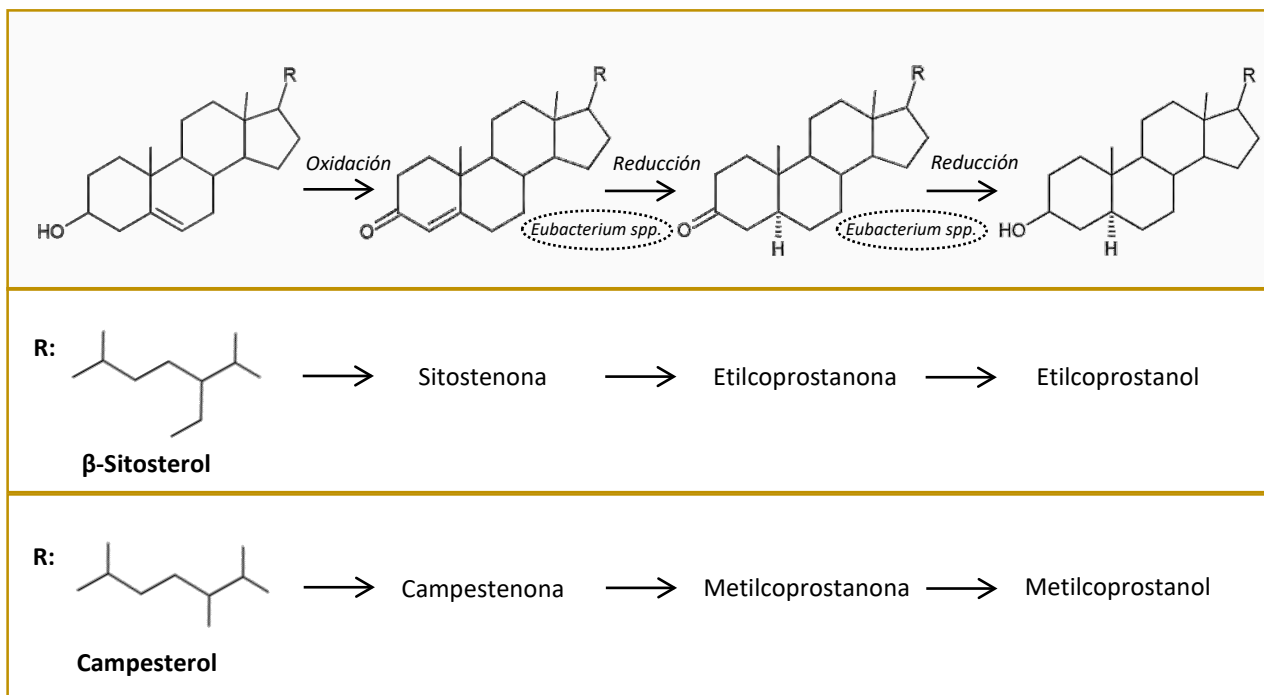 R
R
R
R
Oxidación
Reducción
Reducción
HO
O
Eubacterium spp.
O
H
Eubacterium spp.
HO
H
R:
Sitostenona
Etilcoprostanona
Etilcoprostanol
β-Sitosterol
R:
Campestenona
Metilcoprostanona
Metilcoprostanol
Campesterol